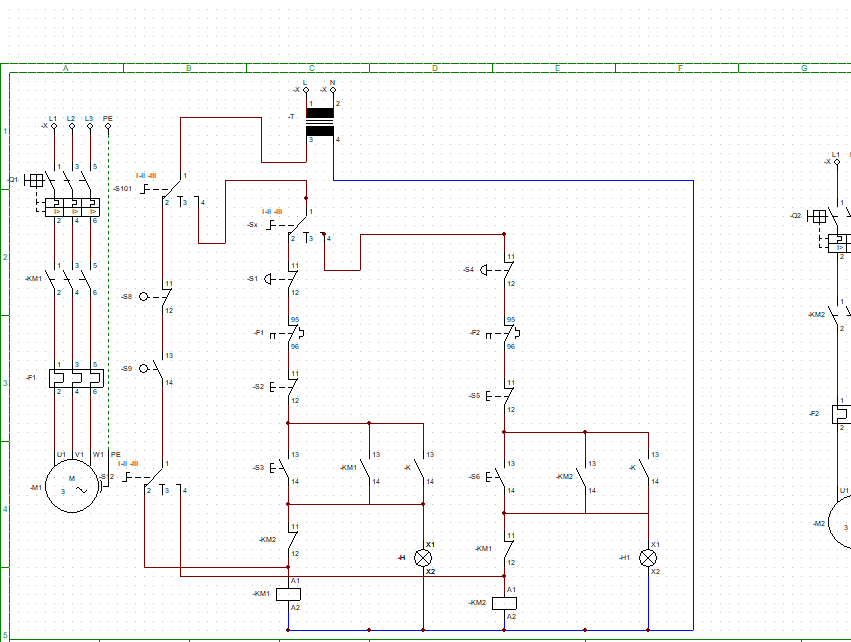 A B C D E F G
L N
-X -X
1 2
-T
3 4
1
L1 L2 L3 PE
-X
1 3 5
-Q1
I> I> I>
2 4 6
I-II -III
1
-S101
2 3 4
I-II -III
1
-Sx
2 3 4
L1
-X
1
-Q2
I>
2
2
1 3 5
-KM1
2 4 6
11
-S8
12
11
-S1
12
11
-S4
12
1
-KM2
2
95
-F1
96
95
-F2
96
3
1 3 5
-F1
2 4 6
13
-S9
14
11
-S2
12
11
-S5
12
1
-F2
2
U1 V1 W1 PE
M
3
-M1
I-II -III
1
2 3 4
13
-S3
14
13
-KM1
14
13
-K
14
13
-S6
14
13
-KM2
14
13
-K
14
U1
-M2
3
4
11
-KM2
12
X1
-H
X2
11
-KM1
12
X1
-H1
X2
A1
-KM1
A2
A1
-KM2
A2
5